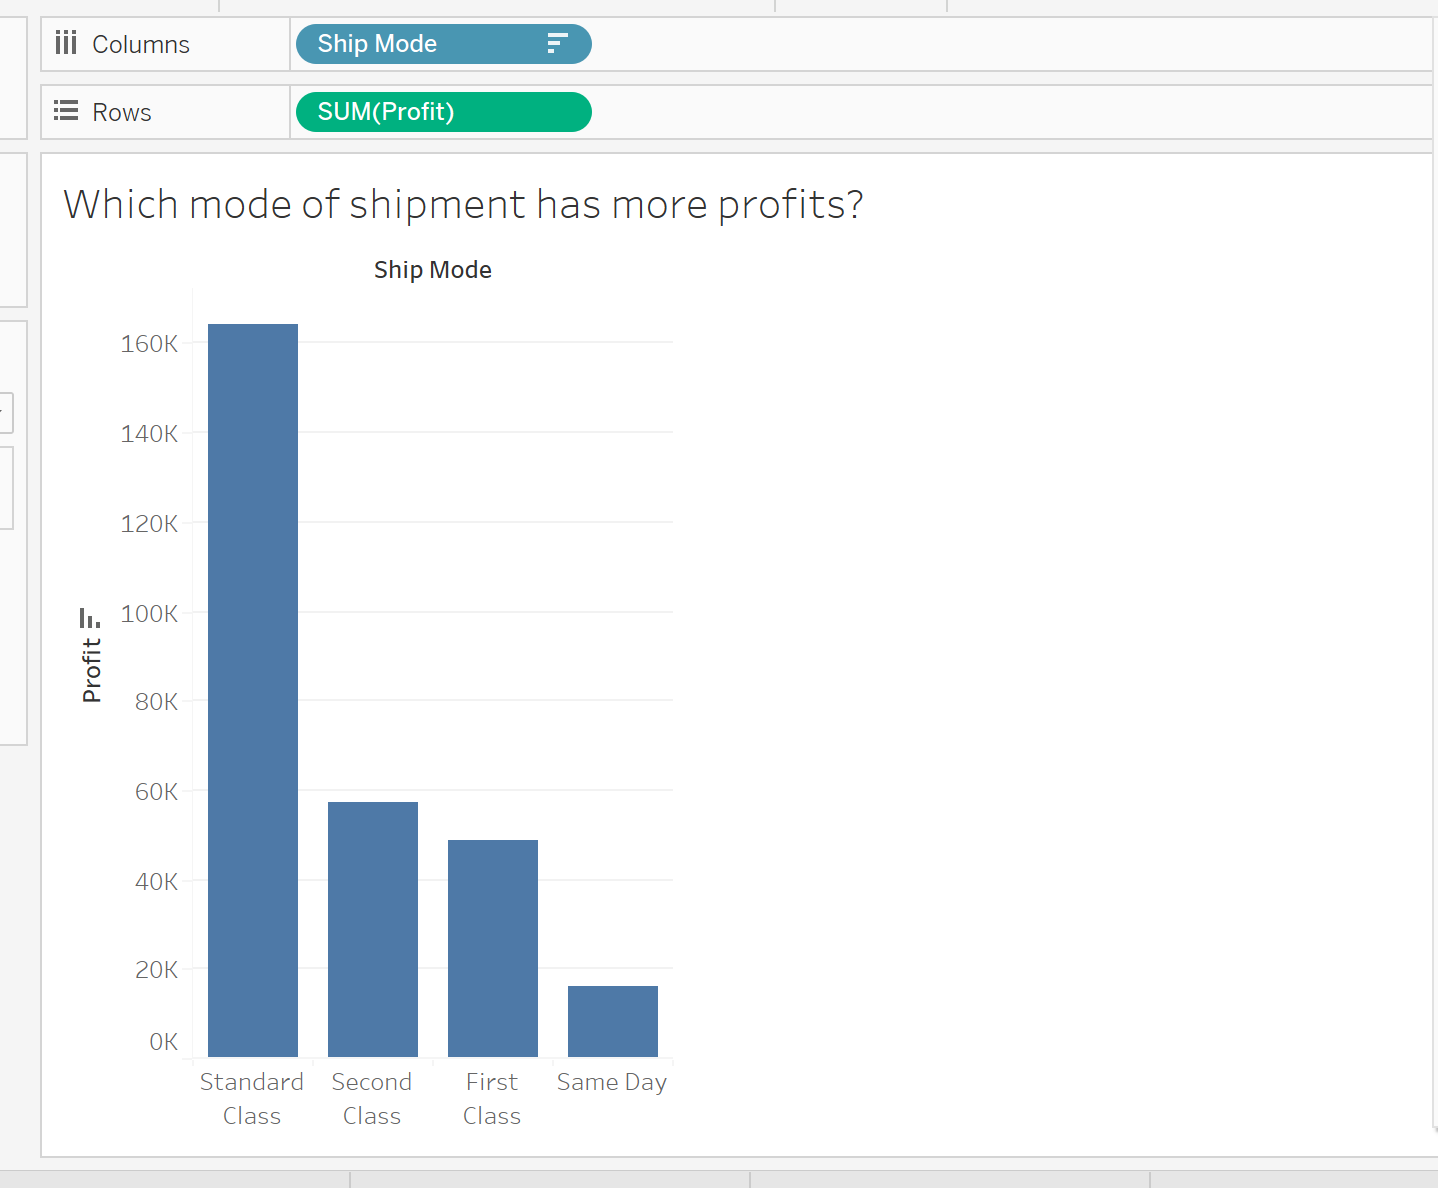 Columns
Ship Mode
Rows
SUM(Profit)
Which mode of shipment has more profits?
Ship Mode
160K
140K
120K
100K
80K
60K
40K
20K
0K
Profit
Standard Class
Second Class
First Class
Same Day